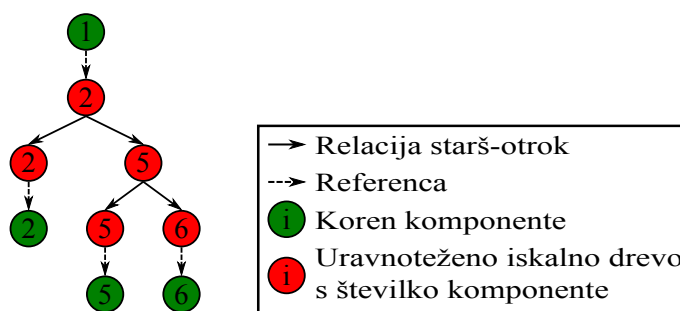 1
2
2 5
2 5 6
5 6
Relacija starš-otrok
Referenca
i Koren komponente
i Uravnoteženo iskalno drevo
s številko komponente